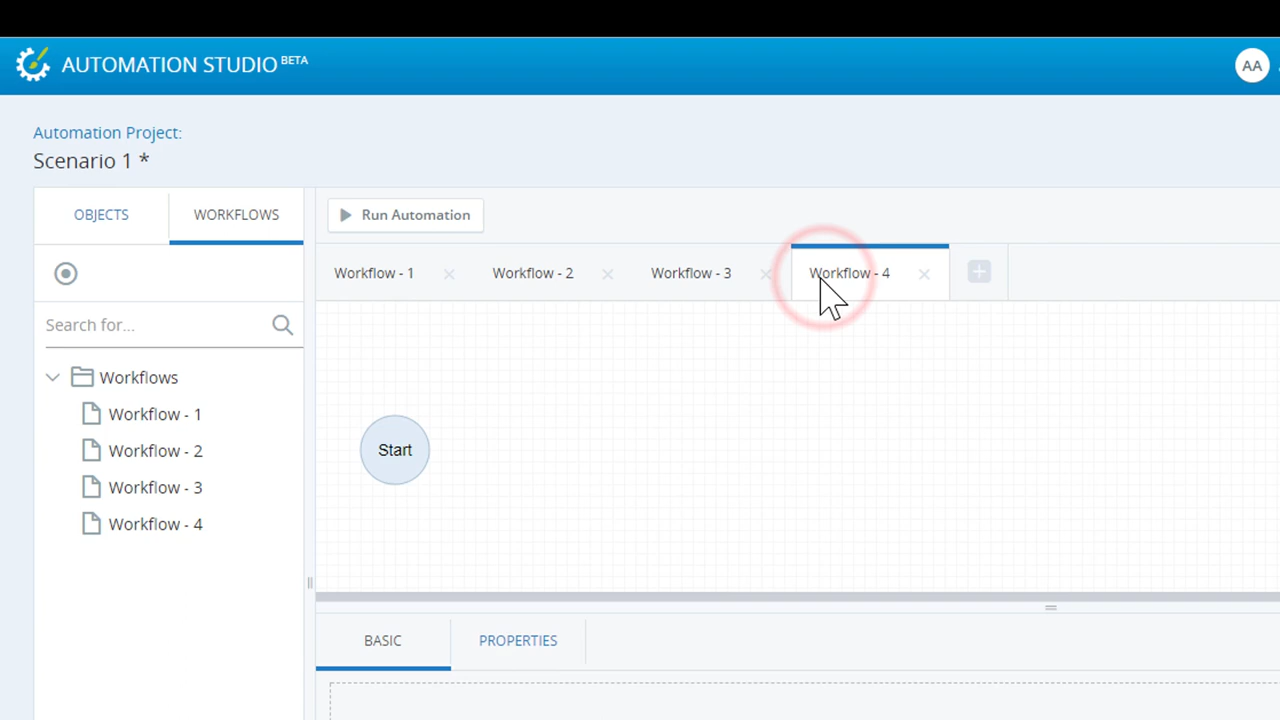 AUTOMATION STUDIO BETA
AA
Automation Project:
Scenario 1 *
OBJECTS
WORKFLOWS
Run Automation
Workflow - 1
Workflow - 2
Workflow - 3
Workflow - 4
Search for...
Workflows
Workflow - 1
Workflow - 2
Workflow - 3
Workflow - 4
Start
BASIC
PROPERTIES